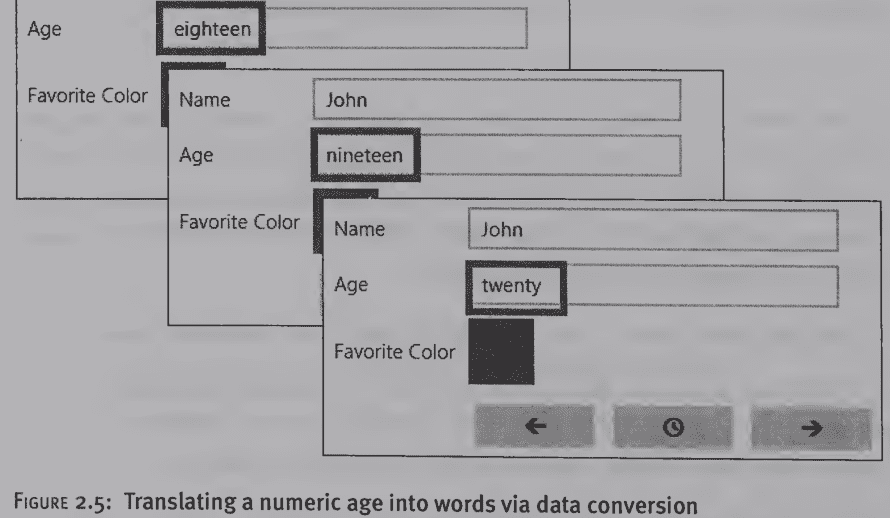 Age eighteen
Favorite Color
Name John
Age nineteen
Favorite Color
Name John
Age twenty
Favorite Color
FIGURE 2.5: Translating a numeric age into words via data conversion